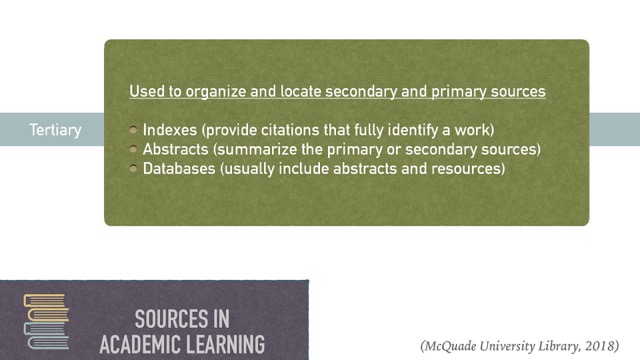 Used to organize and locate secondary and primary sources
Tertiary
Indexes (provide citations that fully identify a work)
Abstracts (summarize the primary or secondary sources)
Databases (usually include abstracts and resources)
SOURCES IN
ACADEMIC LEARNING
(McQuade University Library, 2018)